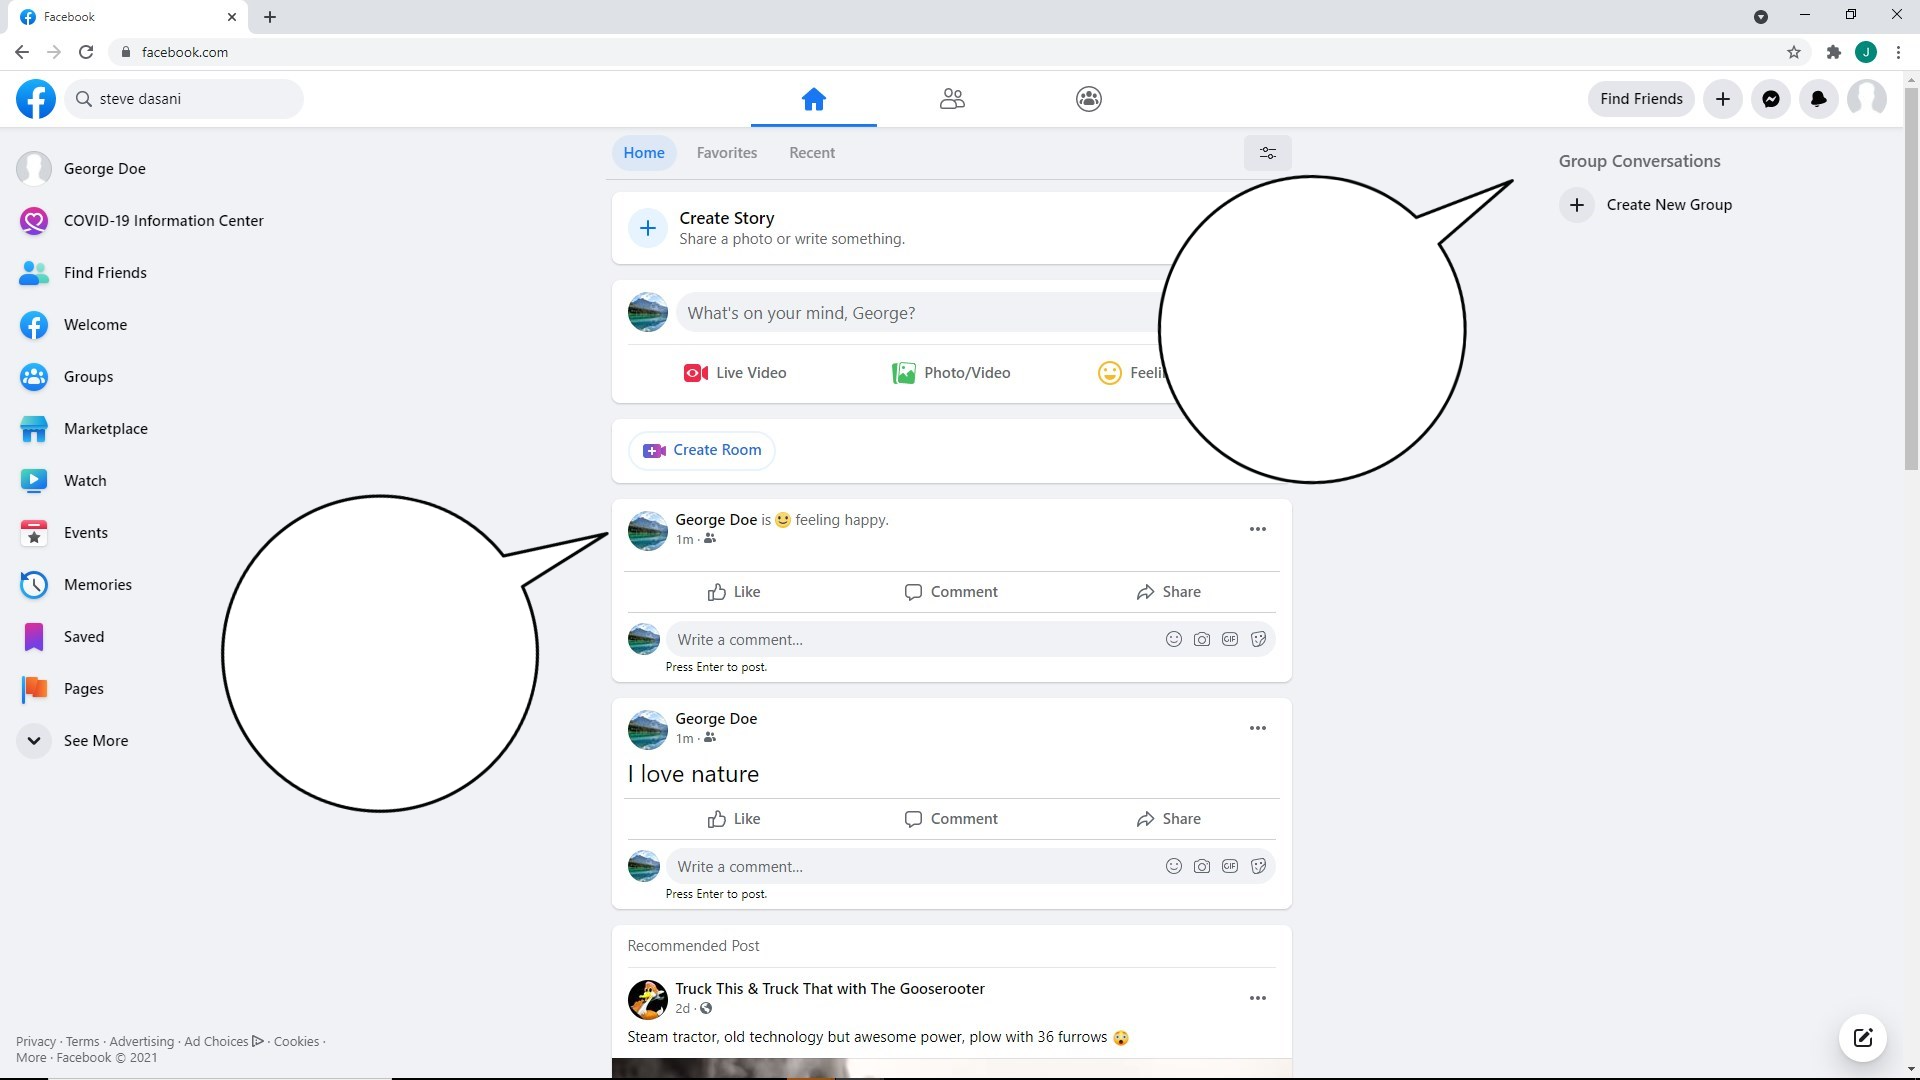 Facebook
facebook.com
steve dasani
Find Friends
J
George Doe
COVID-19 Information Center
Find Friends
Welcome
Groups
Marketplace
Watch
Events
Memories
Saved
Pages
See More
Privacy · Terms · Advertising · Ad Choices · Cookies ·
More · Facebook © 2021
Home Favorites Recent
Create Story
Share a photo or write something.
What's on your mind, George?
Live Video Photo/Video
Create Room
George Doe is feeling happy.
1m ·
Like Comment Share
Write a comment...
GIF
Press Enter to post.
George Doe
1m ·
I love nature
Like Comment Share
Write a comment...
GIF
Press Enter to post.
Recommended Post
Truck This & Truck That with The Gooserooter
2d ·
Steam tractor, old technology but awesome power, plow with 36 furrows
Group Conversations
Create New Group